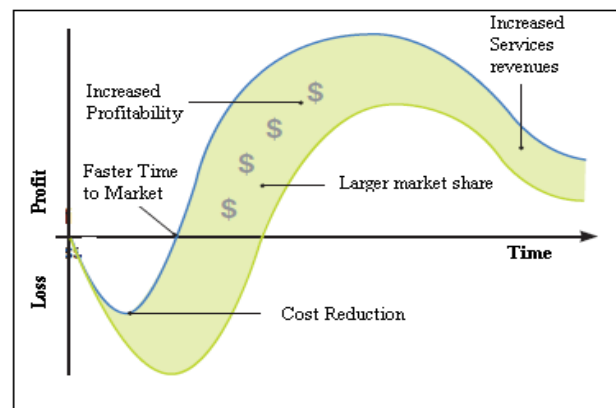 Increased
Services
revenues
Increased
Profitability
$
$
$
$
Faster Time
to Market
Larger market share
Profit
Time
Loss
Cost Reduction